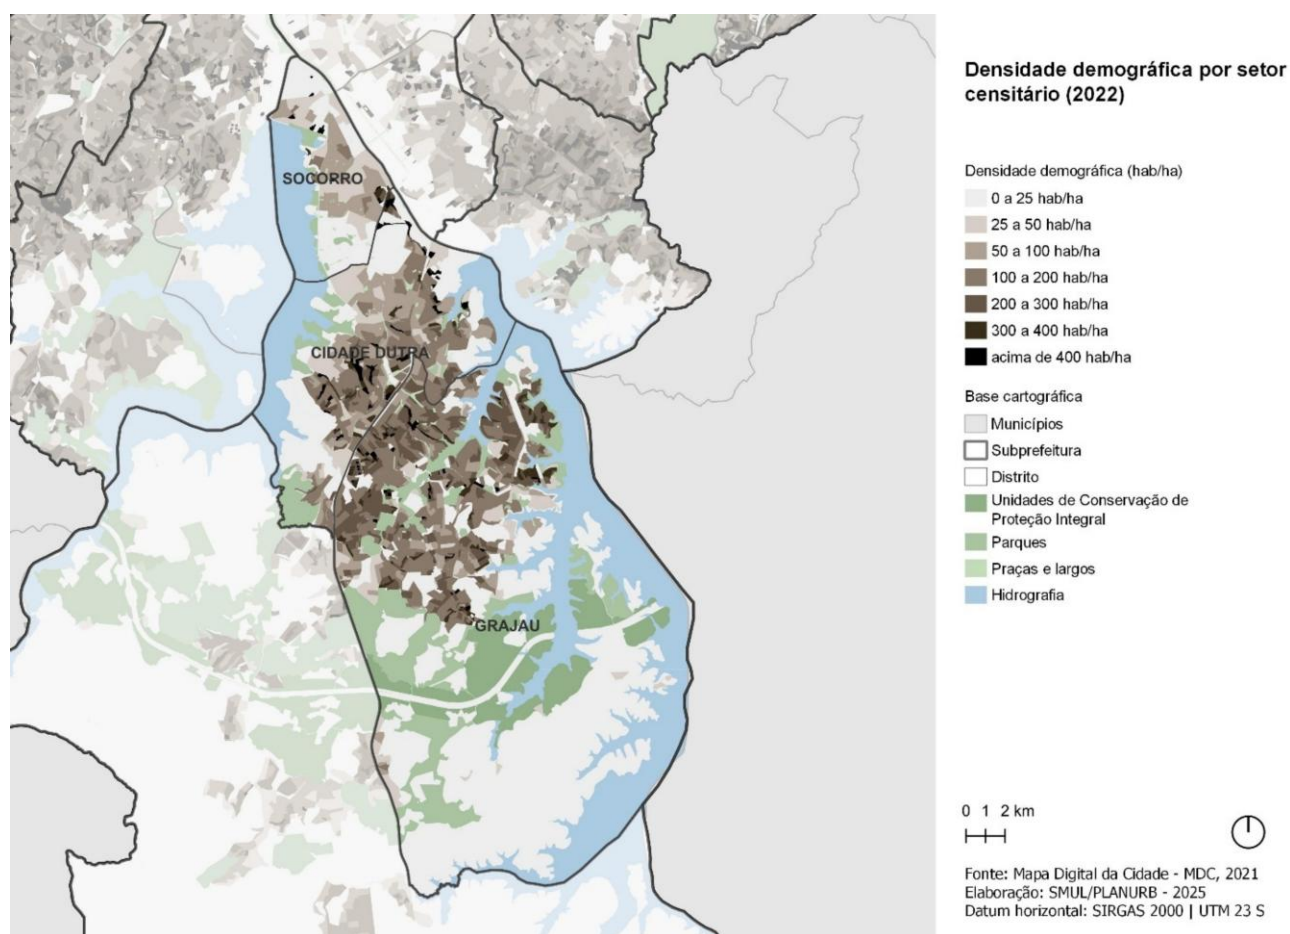 Densidade demográfica por setor
censitário (2022)
Densidade demográfica (hab/ha)
0 a 25 hab/ha
25 a 50 hab/ha
50 a 100 hab/ha
100 a 200 hab/ha
200 a 300 hab/ha
300 a 400 hab/ha
acima de 400 hab/ha
Base cartográfica
Municípios
Subprefeitura
Distrito
Unidades de Conservação de
Proteção Integral
Parques
Praças e largos
Hidrografia
SOCORRO
CIDADE DUTRA
GRAJAU
0 1 2 km
Fonte: Mapa Digital da Cidade - MDC, 2021
Elaboração: SMUL/PLANURB - 2025
Datum horizontal: SIRGAS 2000 | UTM 23 S